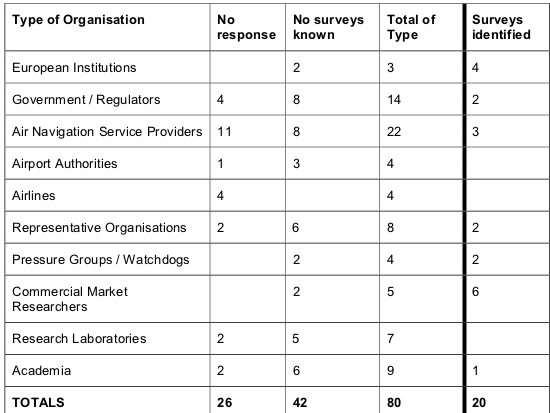 Type of Organisation No response No surveys known Total of Type Surveys identified
European Institutions 2 3 4
Government / Regulators 4 8 14 2
Air Navigation Service Providers 11 8 22 3
Airport Authorities 1 3 4
Airlines 4 4
Representative Organisations 2 6 8 2
Pressure Groups / Watchdogs 2 4 2
Commercial Market Researchers 2 5 6
Research Laboratories 2 5 7
Academia 2 6 9 1
TOTALS 26 42 80 20